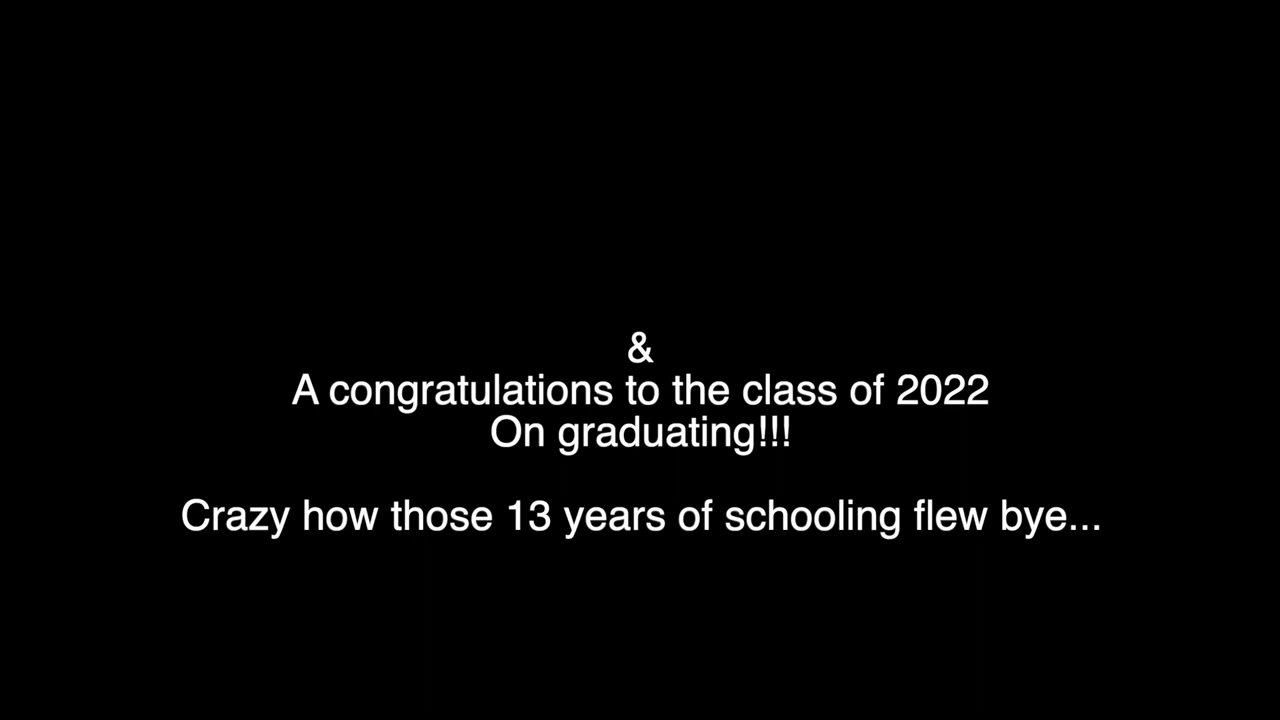 &
A congratulations to the class of 2022
On graduating!!!
Crazy how those 13 years of schooling flew bye...